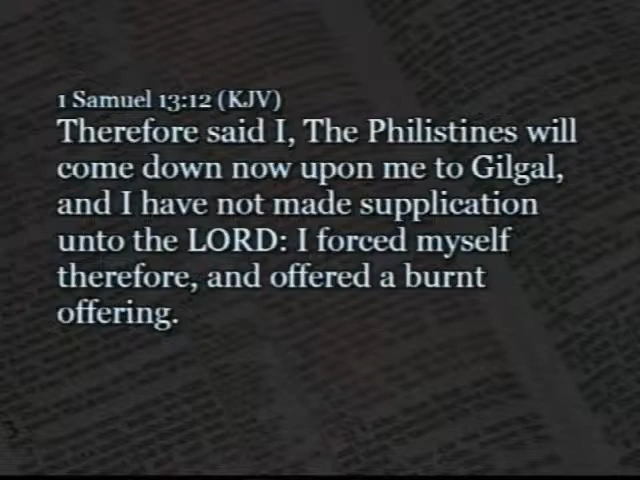 1 Samuel 13:12 (KJV)
Therefore said I, The Philistines will
come down now upon me to Gilgal,
and I have not made supplication
unto the LORD: I forced myself
therefore, and offered a burnt
offering.